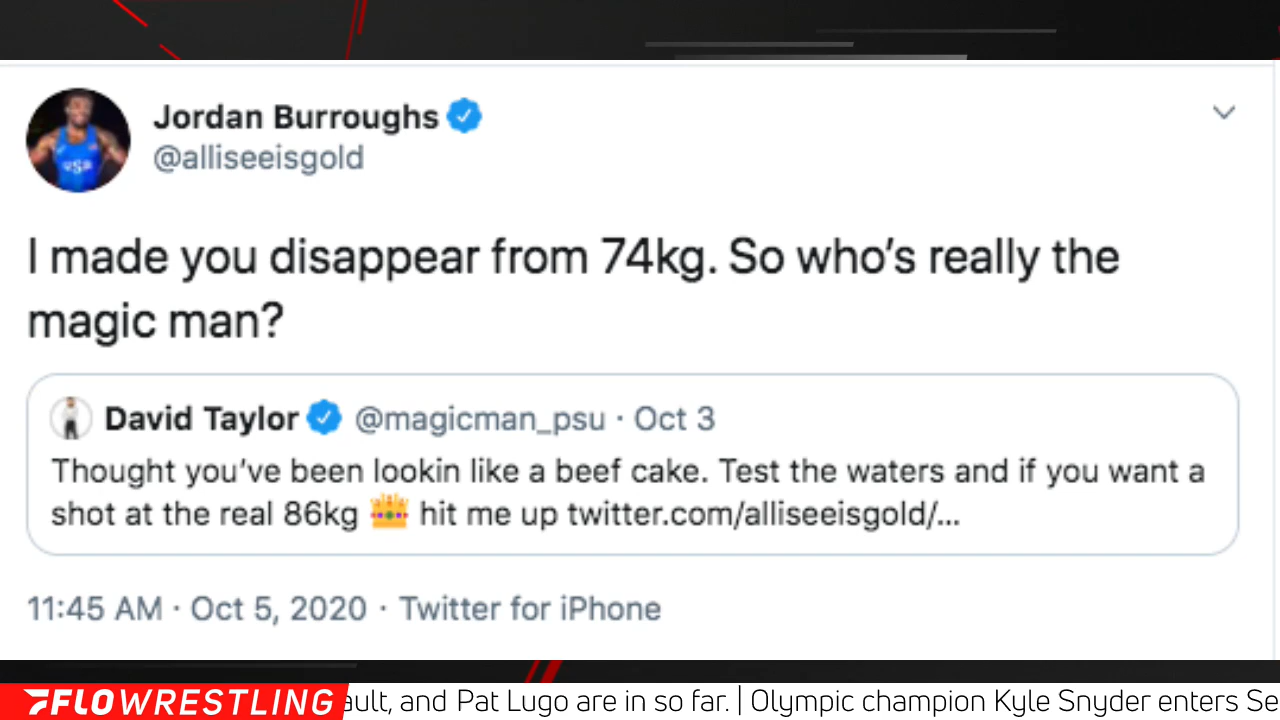 Jordan Burroughs
@alliseeisgold
I made you disappear from 74kg. So who's really the
magic man?
David Taylor @magicman_psu · Oct 3
Thought you've been lookin like a beef cake. Test the waters and if you want a
shot at the real 86kg 👑 hit me up twitter.com/alliseeisgold/...
11:45 AM · Oct 5, 2020 · Twitter for iPhone
FLOWRESTLING ault, and Pat Lugo are in so far. | Olympic champion Kyle Snyder enters Se